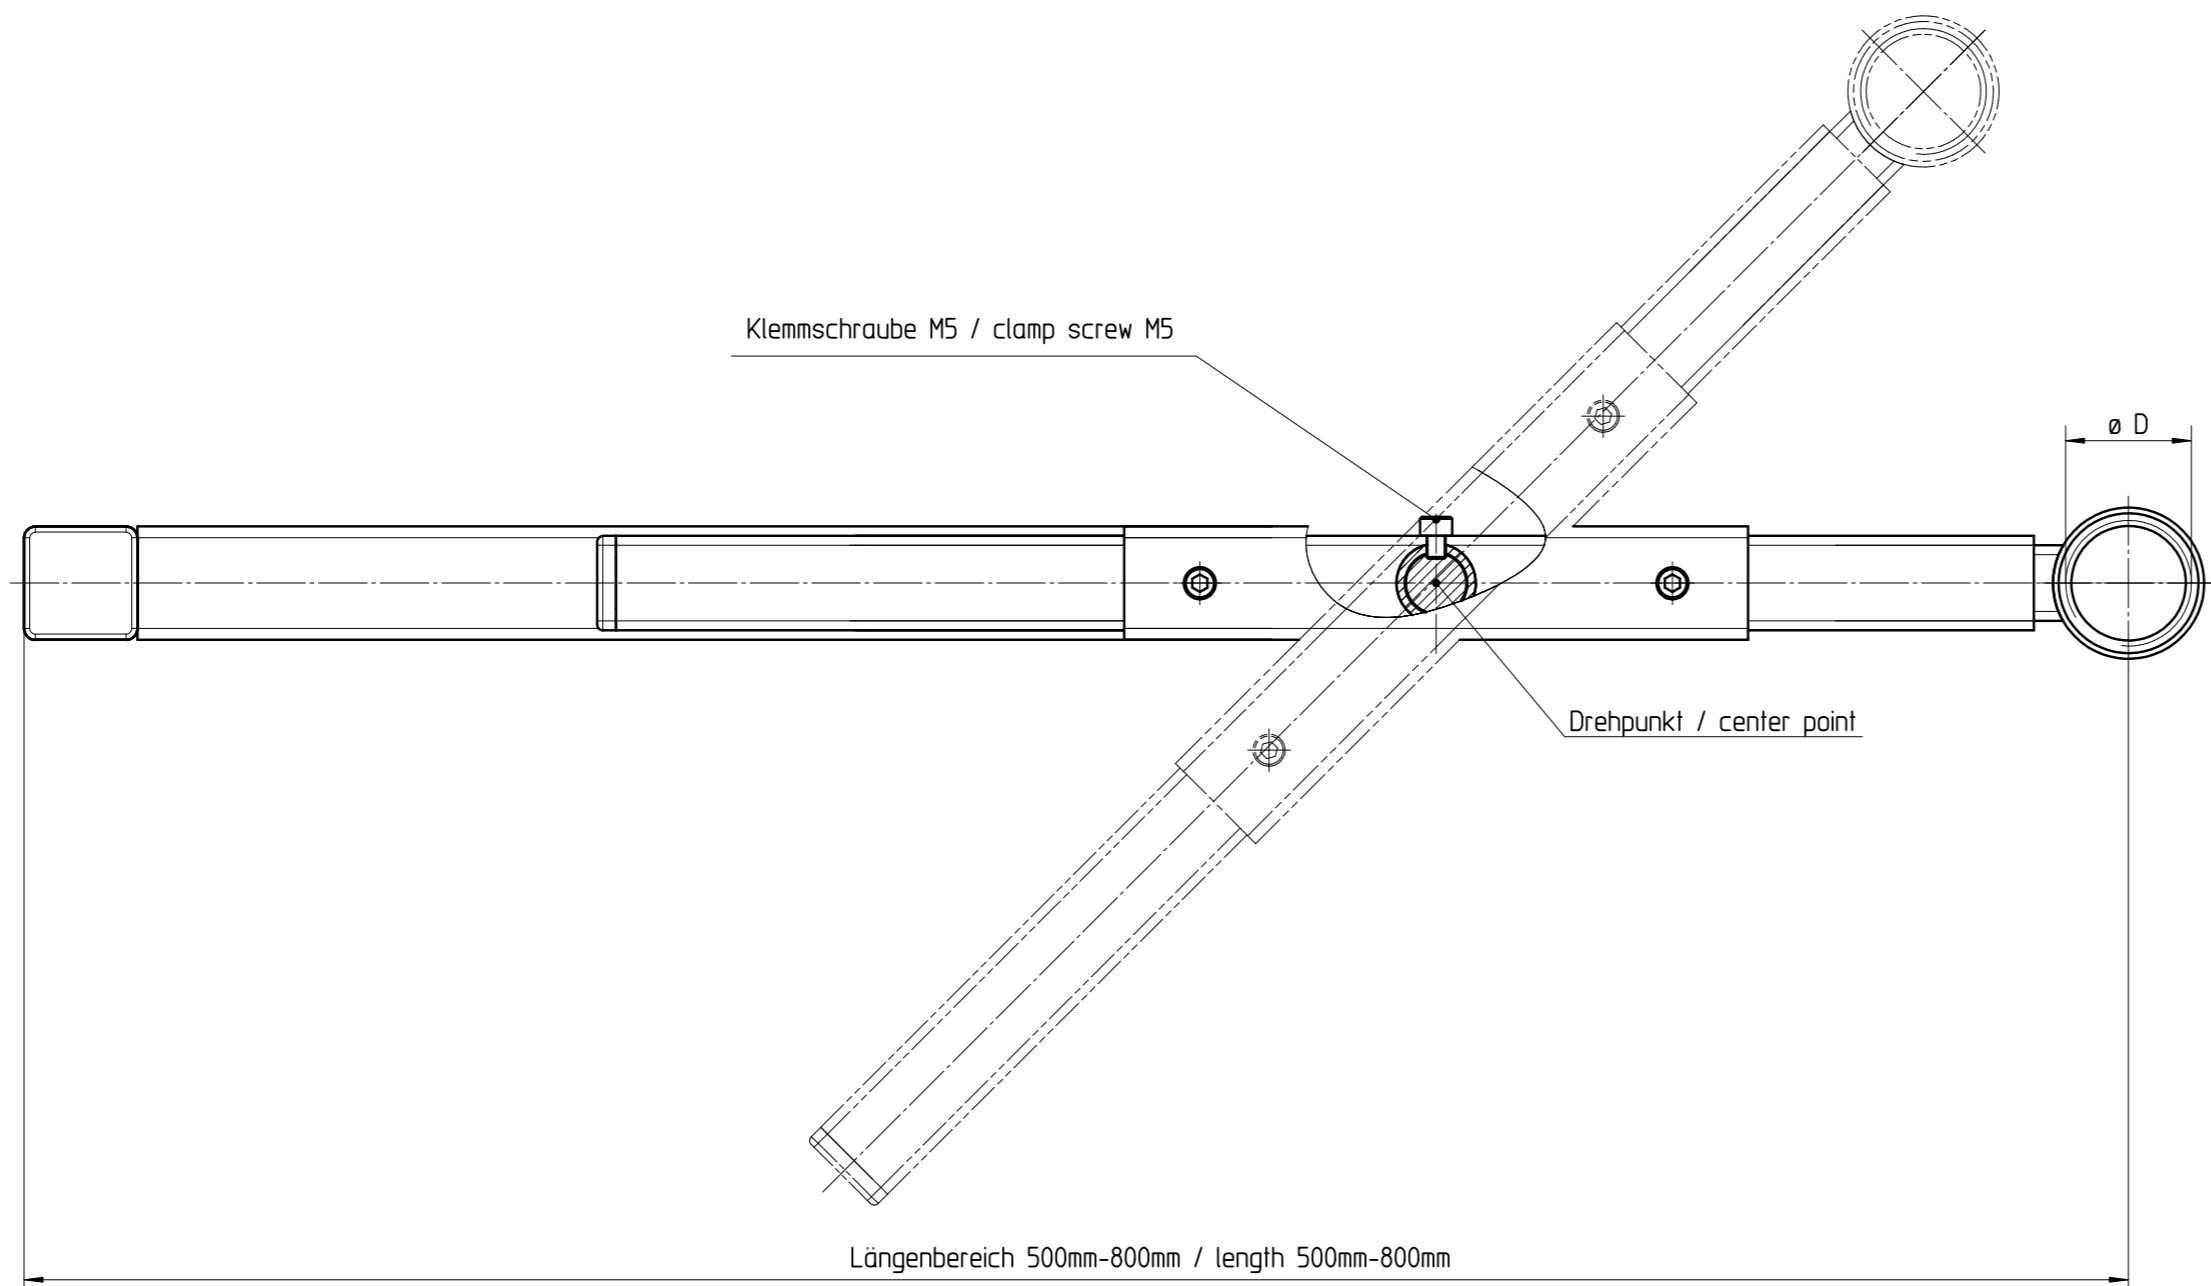 Klemmschraube M5 / clamp screw M5
ø D
Drehpunkt / center point
Längenbereich 500mm-800mm / length 500mm-800mm